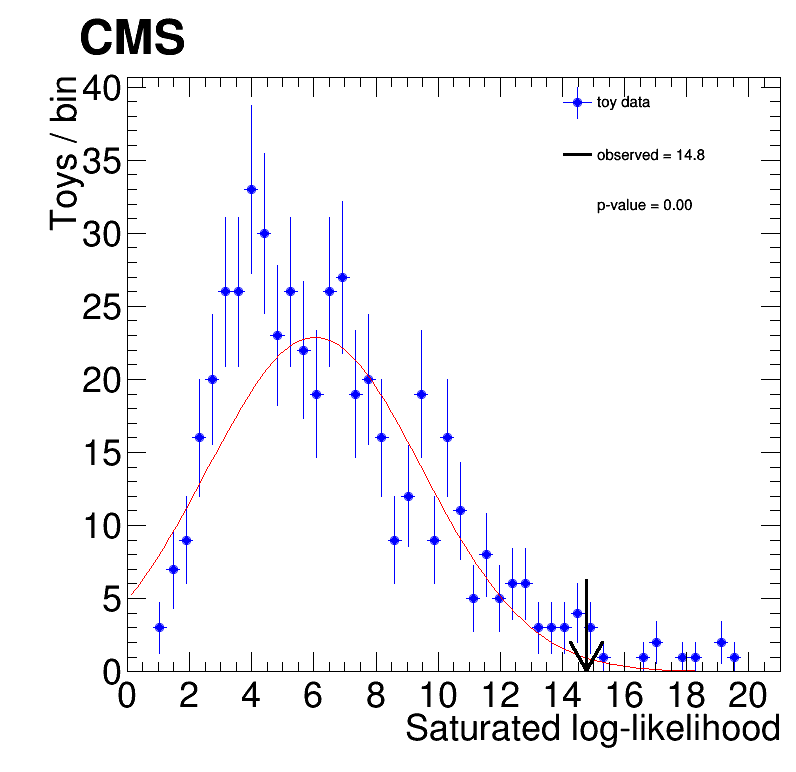 CMS
Toys / bin
40
35
30
25
20
15
10
5
0
toy data
observed = 14.8
p-value = 0.00
0 2 4 6 8 10 12 14 16 18 20
Saturated log-likelihood